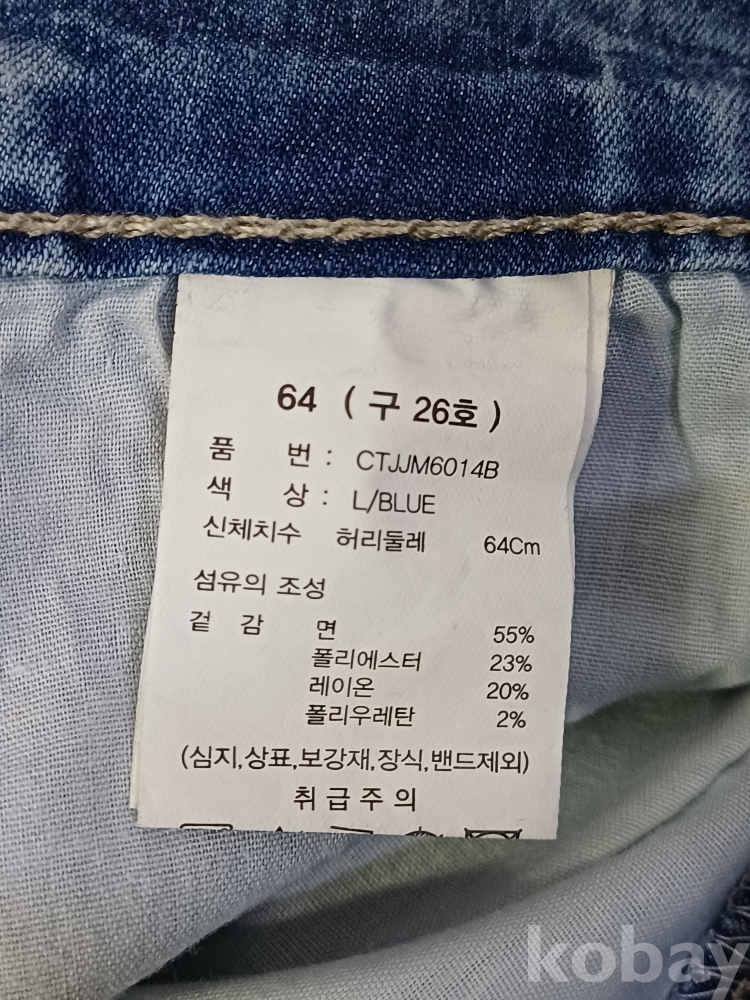 64 ( 구 26호 )
품 번 : CTJJM6014B
색 상 : L/BLUE
신체치수 허리둘레 64Cm
섬유의 조성
겉 감 면 55%
폴리에스터 23%
레이온 20%
폴리우레탄 2%
(심지,상표,보강재,장식,밴드제외)
취급주의
kobay